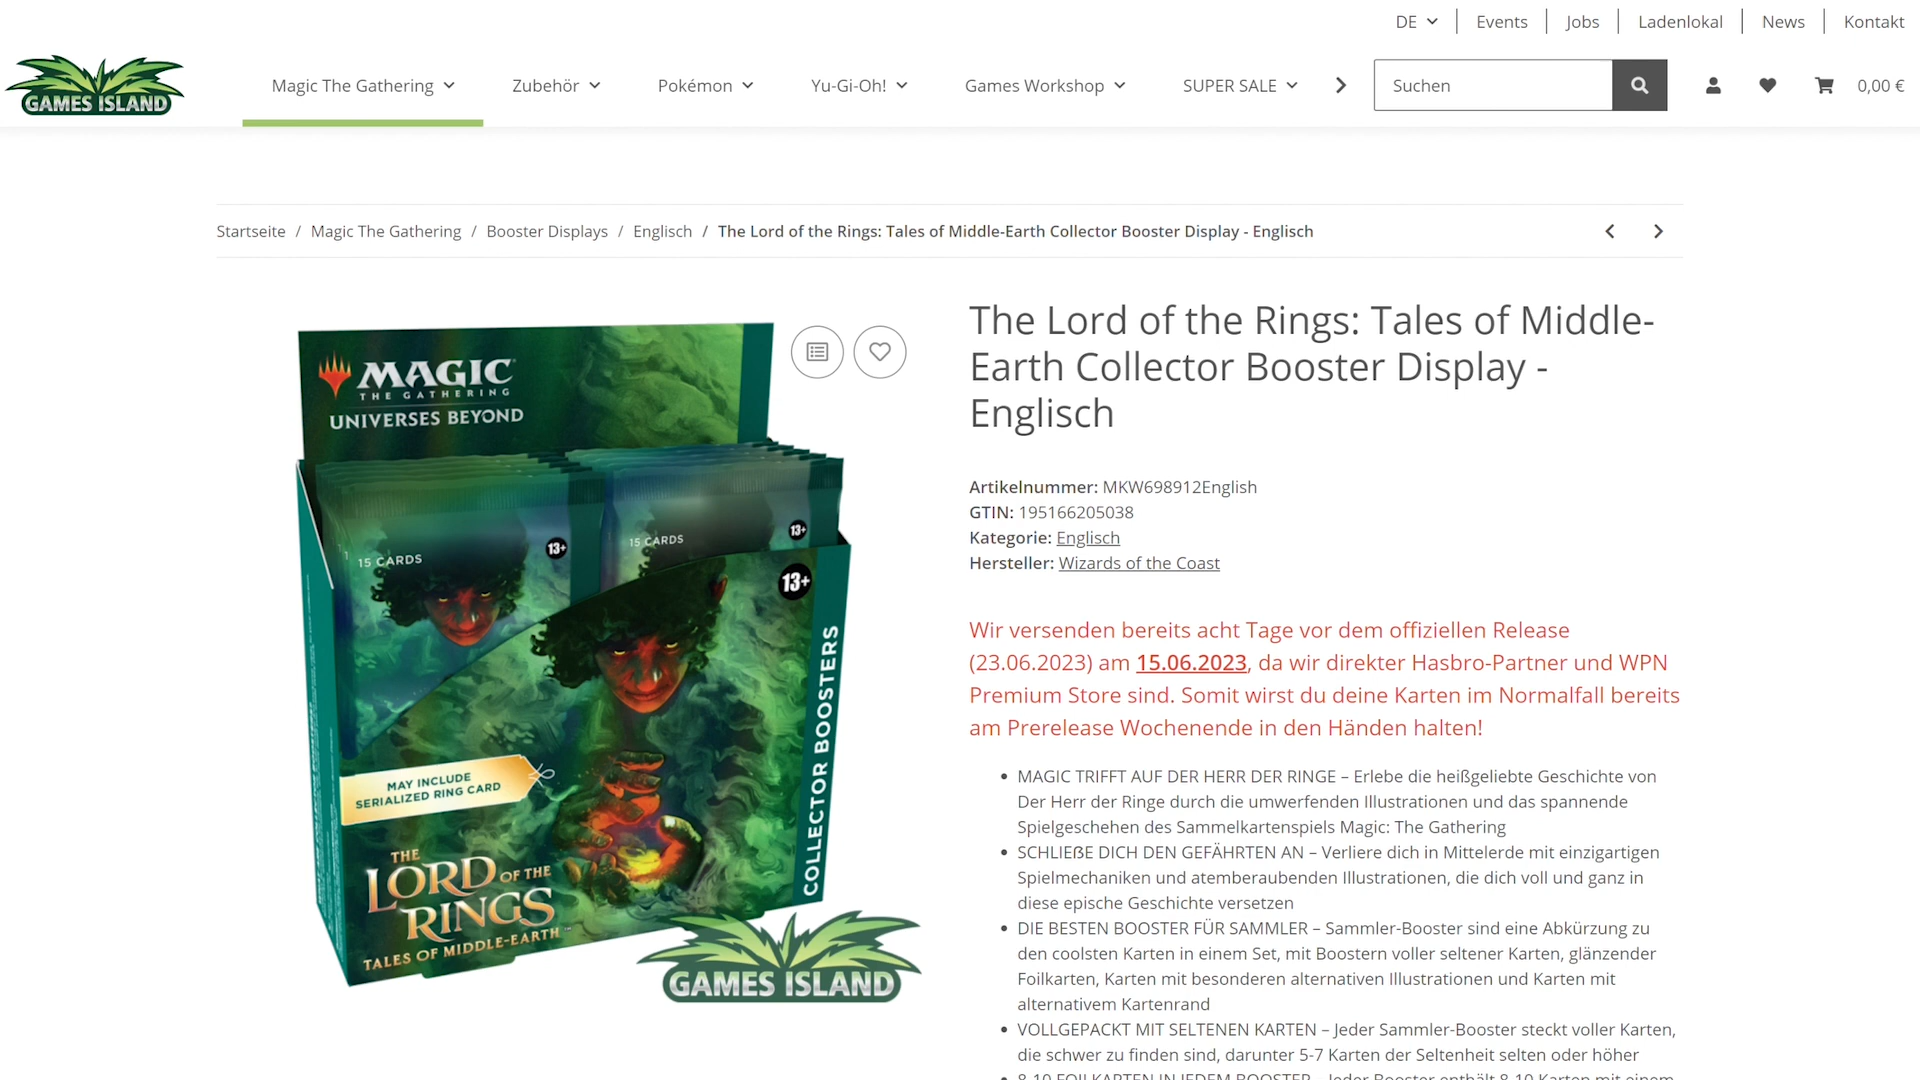 DE
Events
Jobs
Ladenlokal
News
Kontakt
GAMES ISLAND
Magic The Gathering
Zubehör
Pokémon
Yu-Gi-Oh!
Games Workshop
SUPER SALE
Suchen
0,00 €
Startseite / Magic The Gathering / Booster Displays / Englisch / The Lord of the Rings: Tales of Middle-Earth Collector Booster Display - Englisch
MAGIC
THE GATHERING
UNIVERSES BEYOND
15 CARDS
13+
15 CARDS
13+
13+
COLLECTOR BOOSTERS
MAY INCLUDE
SERIALIZED RING CARD
THE
LORD OF THE
RINGS
TALES OF MIDDLE-EARTH
GAMES ISLAND
The Lord of the Rings: Tales of Middle-
Earth Collector Booster Display -
Englisch
Artikelnummer: MKW698912English
GTIN: 195166205038
Kategorie: Englisch
Hersteller: Wizards of the Coast
Wir versenden bereits acht Tage vor dem offiziellen Release
(23.06.2023) am 15.06.2023, da wir direkter Hasbro-Partner und WPN
Premium Store sind. Somit wirst du deine Karten im Normalfall bereits
am Prerelease Wochenende in den Händen halten!
• MAGIC TRIFFT AUF DER HERR DER RINGE – Erlebe die heißgeliebte Geschichte von
Der Herr der Ringe durch die umwerfenden Illustrationen und das spannende
Spielgeschehen des Sammelkartenspiels Magic: The Gathering
• SCHLIEẞE DICH DEN GEFÄHRTEN AN – Verliere dich in Mittelerde mit einzigartigen
Spielmechaniken und atemberaubenden Illustrationen, die dich voll und ganz in
diese epische Geschichte versetzen
• DIE BESTEN BOOSTER FÜR SAMMLER – Sammler-Booster sind eine Abkürzung zu
den coolsten Karten in einem Set, mit Boostern voller seltener Karten, glänzender
Foilkarten, Karten mit besonderen alternativen Illustrationen und Karten mit
alternativem Kartenrand
• VOLLGEPACKT MIT SELTENEN KARTEN – Jeder Sammler-Booster steckt voller Karten,
die schwer zu finden sind, darunter 5-7 Karten der Seltenheit selten oder höher
• 8-10 FOILKARTEN IN JEDEM BOOSTER – Jeder Booster enthält 8-10 Karten mit einem